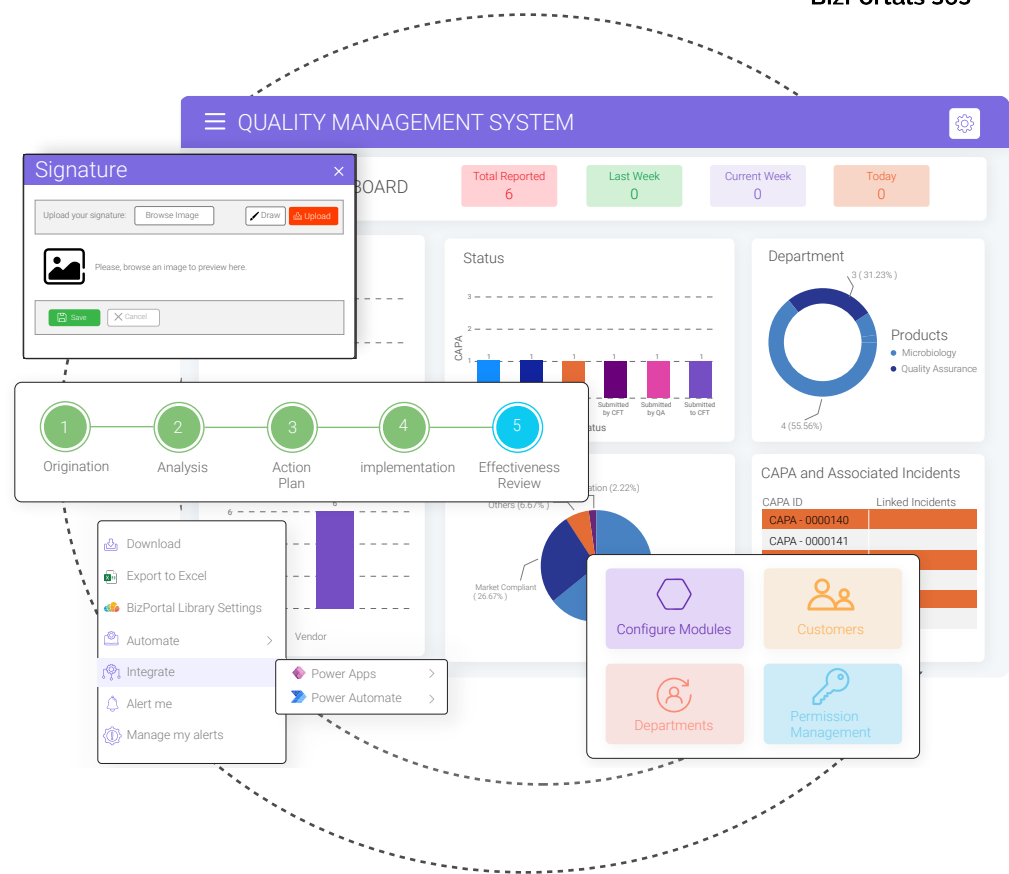 BizPortals 365
QUALITY MANAGEMENT SYSTEM
Signature
BOARD
Total Reported
6
Last Week
0
Current Week
0
Today
0
Upload your signature:
Browse Image
Draw
Upload
Please, browse an image to preview here.
Save
Cancel
Status
3
2
1
CAPA
1
1
1
1
1
1
Submitted
by CFT
Submitted
by QA
Submitted
to CFT
atus
Department
3 ( 31.23% )
4 (55.56%)
Products
Microbiology
Quality Assurance
1
2
3
4
5
Origination
Analysis
Action
Plan
implementation
Effectiveness
Review
6
6
Vendor
ation (2.22%)
Others (6.67% )
Market Compliant
( 26.67% )
CAPA and Associated Incidents
CAPA ID
Linked Incidents
CAPA - 0000140
CAPA - 0000141
Download
Export to Excel
BizPortal Library Settings
Automate
Integrate
Alert me
Manage my alerts
Power Apps
Power Automate
Configure Modules
Customers
Departments
Permission
Management